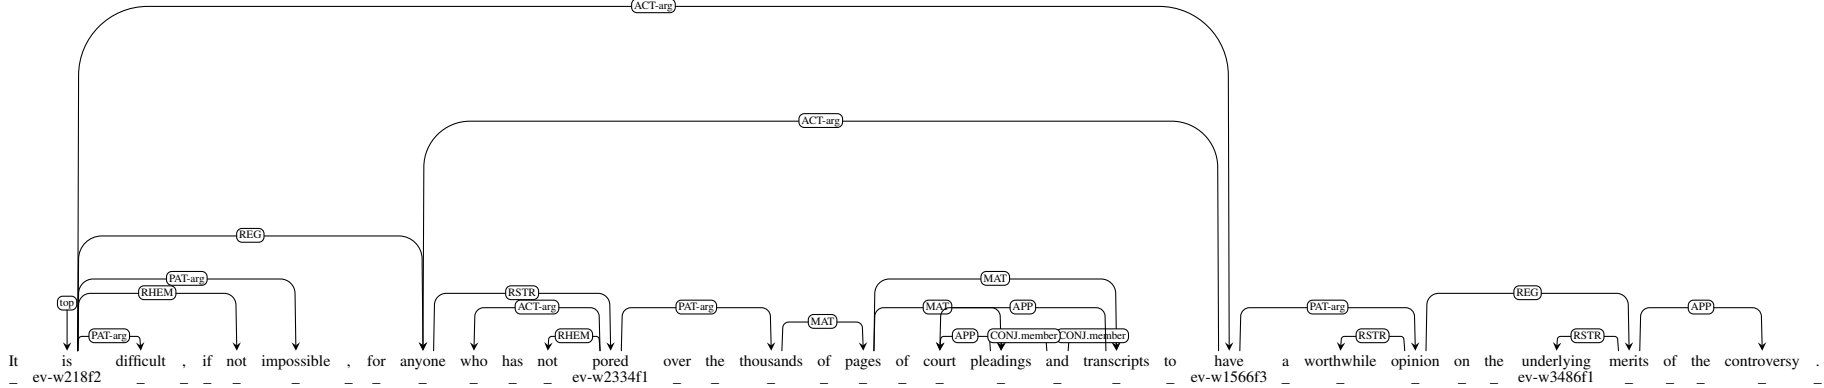 ACT-arg
ACT-arg
REG
PAT-arg MAT
top RHEM RSTR REG
ACT-arg PAT-arg MAT APP PAT-arg APP
MAT
PAT-arg RHEM APP CONJ.member CONJ.member RSTR RSTR
It is difficult , if not impossible , for anyone who has not pored over the thousands of pages of court pleadings and transcripts to have a worthwhile opinion on the underlying merits of the controversy .
_ ev-w218f2 _ _ _ _ _ _ _ _ _ _ _ ev-w2334f1 _ _ _ _ _ _ _ _ _ _ _ ev-w1566f3 _ _ _ _ _ ev-w3486f1 _ _ _ _ _